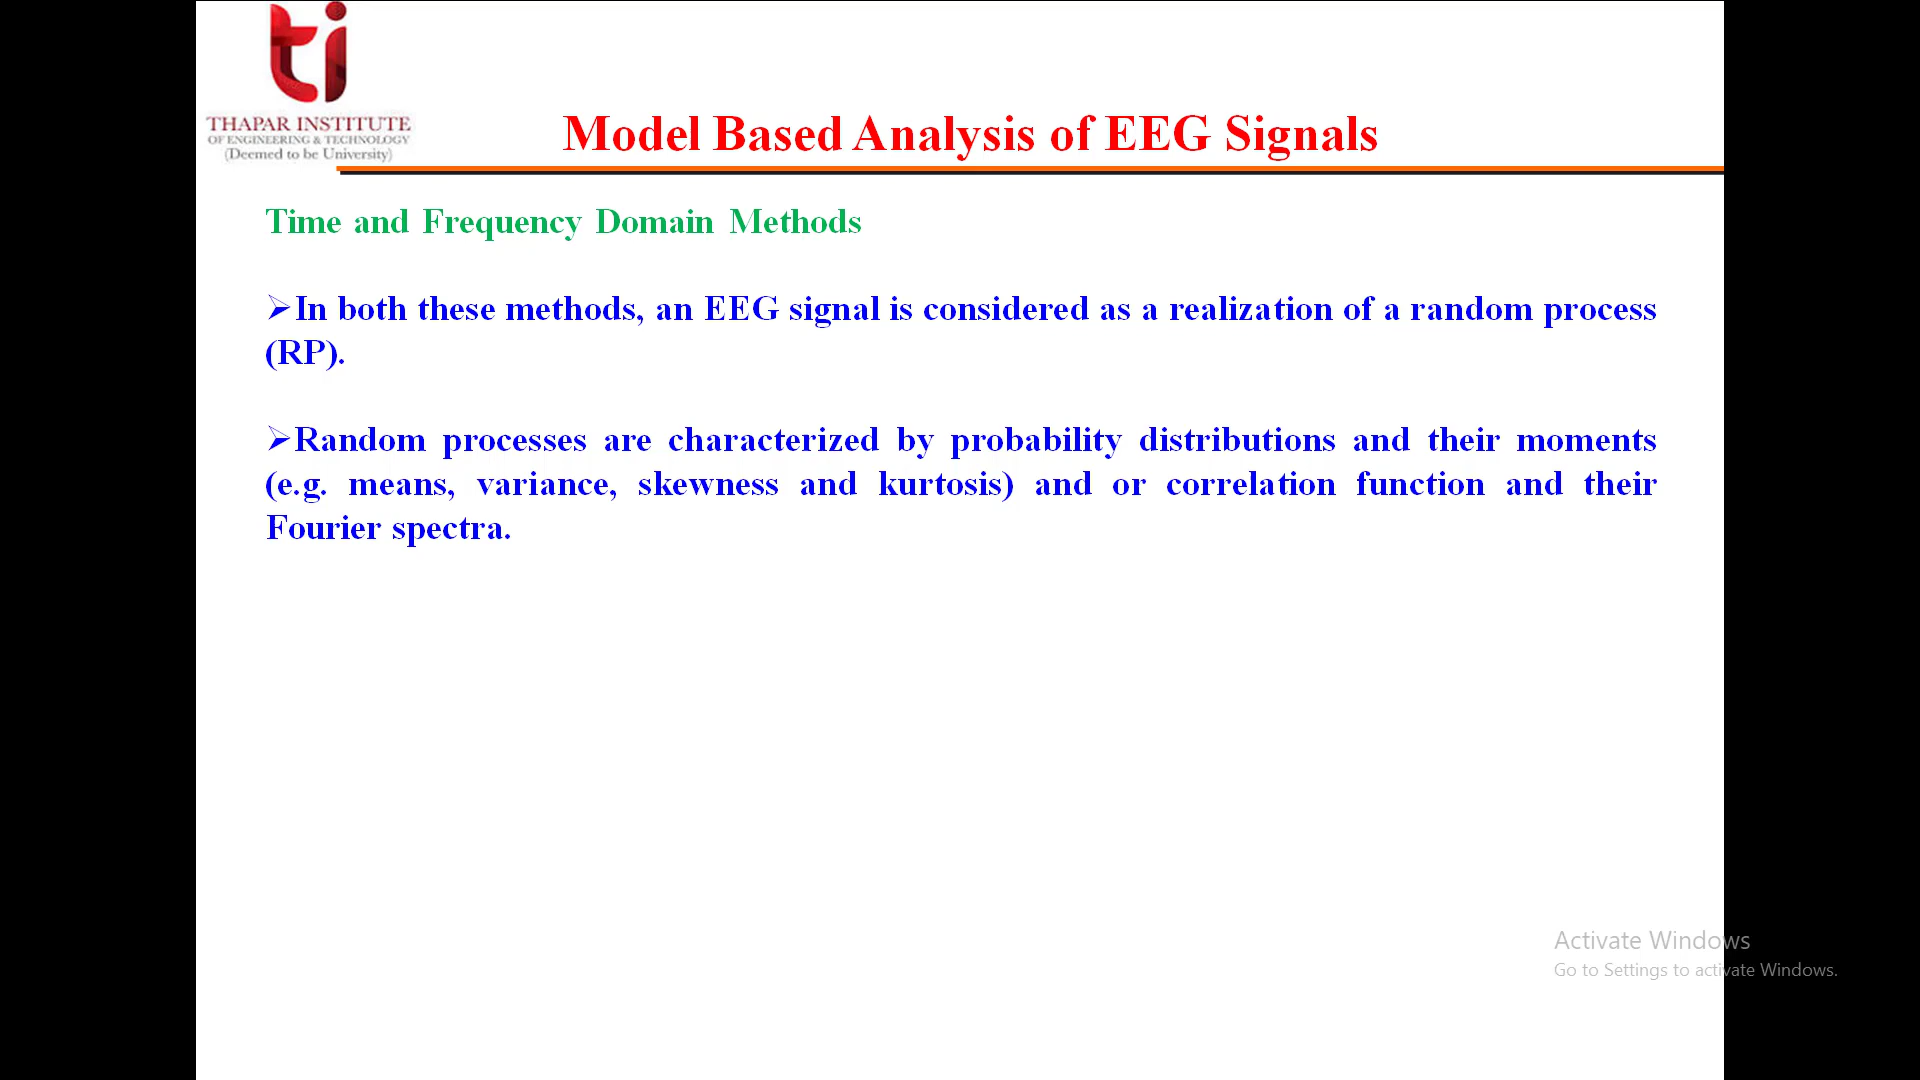 THAPAR INSTITUTE
OF ENGINEERING & TECHNOLOGY
(Deemed to be University)
Model Based Analysis of EEG Signals
Time and Frequency Domain Methods
➢In both these methods, an EEG signal is considered as a realization of a random process
(RP).
➢Random processes are characterized by probability distributions and their moments
(e.g. means, variance, skewness and kurtosis) and or correlation function and their
Fourier spectra.
Activate Windows
Go to Settings to activate Windows.